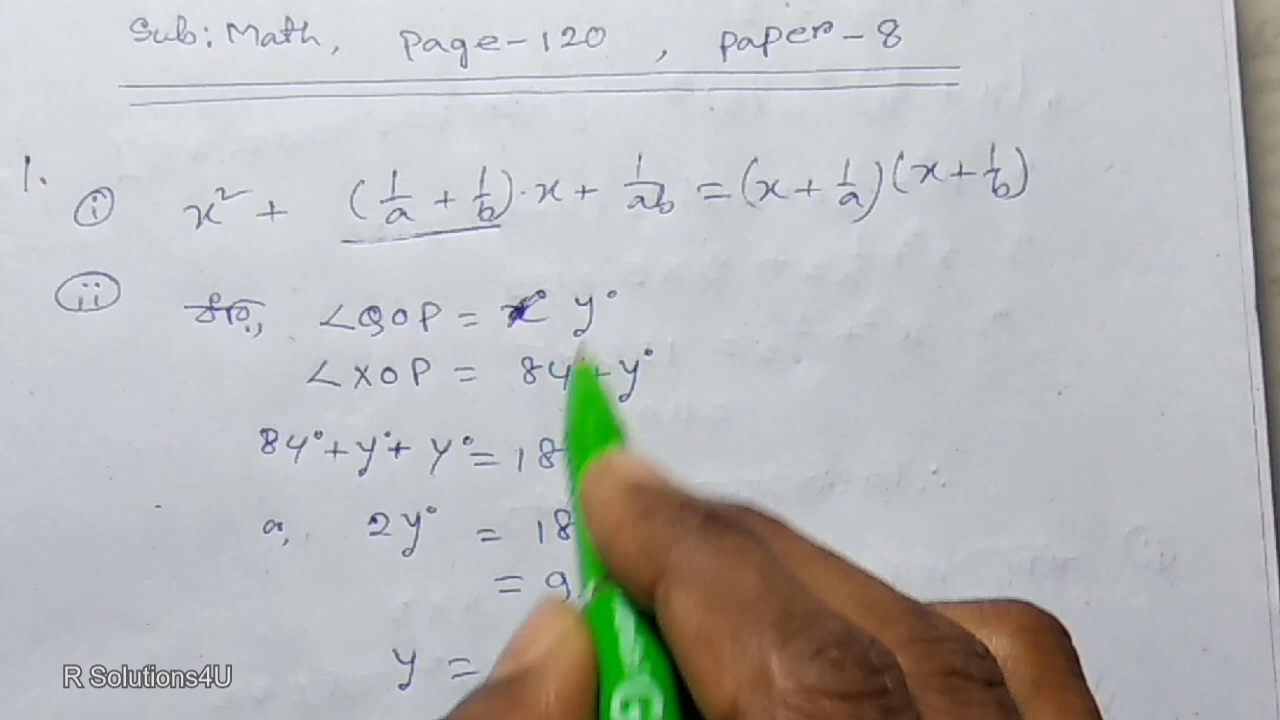 Sub: Math, Page-120, Paper-8
1.
(i) x² + (1/a + 1/b)·x + 1/ab = (x + 1/a)(x + 1/b)
(ii) ধরি, ∠QOP = y°
∠XOP = 84 + y°
84° + y° + y° = 18
বা, 2y° = 18
= 9
y =
R Solutions4U